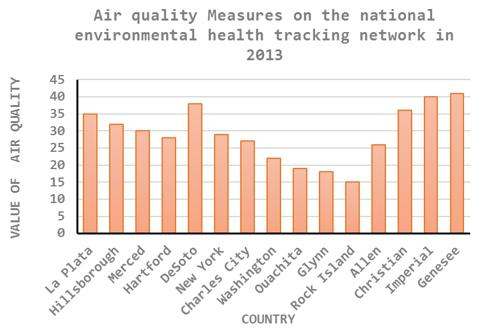 Air quality Measures on the national
environmental health tracking network in
2013
VALUE OF AIR QUALITY
45
40
35
30
25
20
15
10
5
0
La Plata
Hillsborough
Merced
Hartford
DeSoto
New York
Charles City
Washington
Ouachita
Glynn
Rock Island
Allen
Christian
Imperial
Genesee
COUNTRY